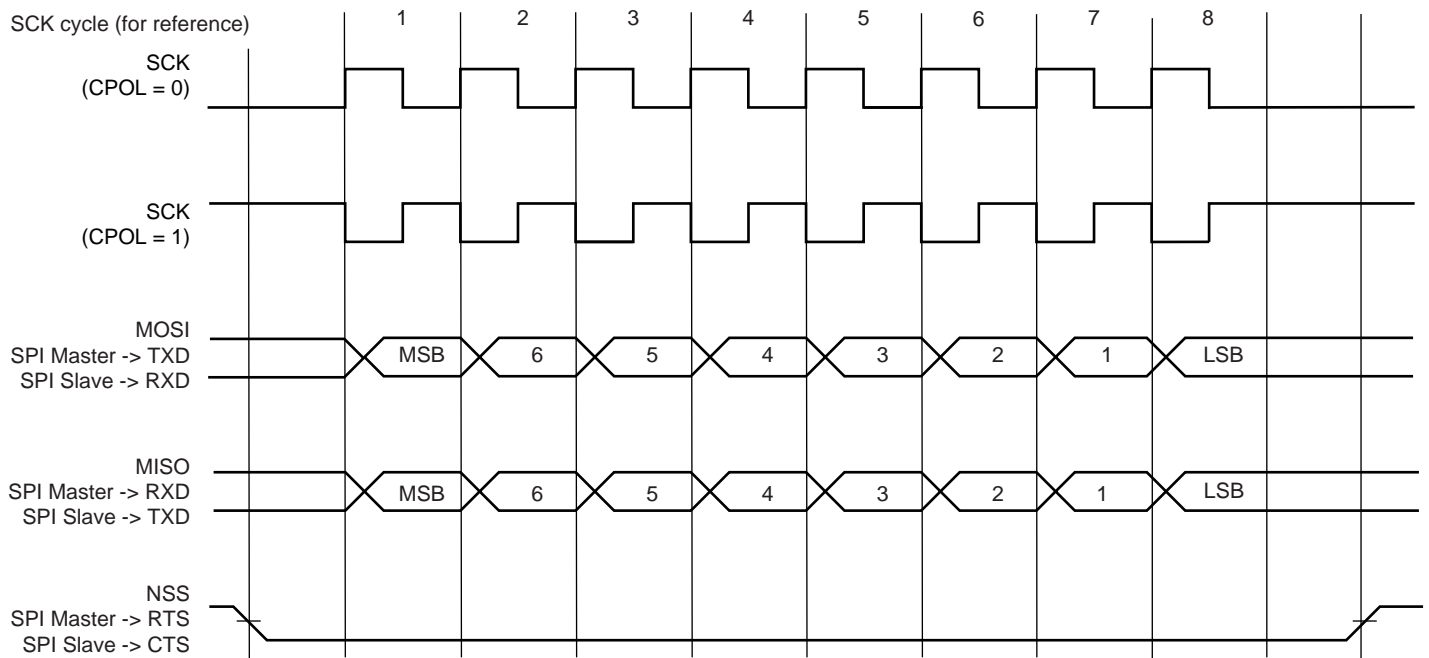 SCK cycle (for reference)
1 2 3 4 5 6 7 8
SCK
(CPOL = 0)
SCK
(CPOL = 1)
MOSI
SPI Master -> TXD
SPI Slave -> RXD
MSB 6 5 4 3 2 1 LSB
MISO
SPI Master -> RXD
SPI Slave -> TXD
MSB 6 5 4 3 2 1 LSB
NSS
SPI Master -> RTS
SPI Slave -> CTS